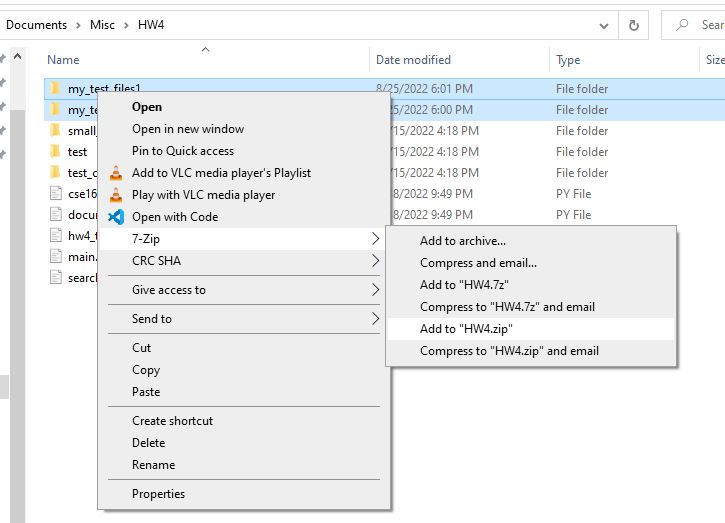 Documents > Misc > HW4
Sear
Name Date modified Type Size
my_test_files1 8/25/2022 6:01 PM File folder
my_te 25/2022 6:00 PM File folder
small_ /15/2022 4:18 PM File folder
test /15/2022 4:18 PM File folder
test_c /15/2022 4:18 PM File folder
cse16 8/2022 9:49 PM PY File
docum 8/2022 9:49 PM PY File
hw4_t
main.
search
Open
Open in new window
Pin to Quick access
Add to VLC media player's Playlist
Play with VLC media player
Open with Code
7-Zip
CRC SHA
Give access to
Send to
Cut
Copy
Paste
Create shortcut
Delete
Rename
Properties
Add to archive...
Compress and email...
Add to "HW4.7z"
Compress to "HW4.7z" and email
Add to "HW4.zip"
Compress to "HW4.zip" and email